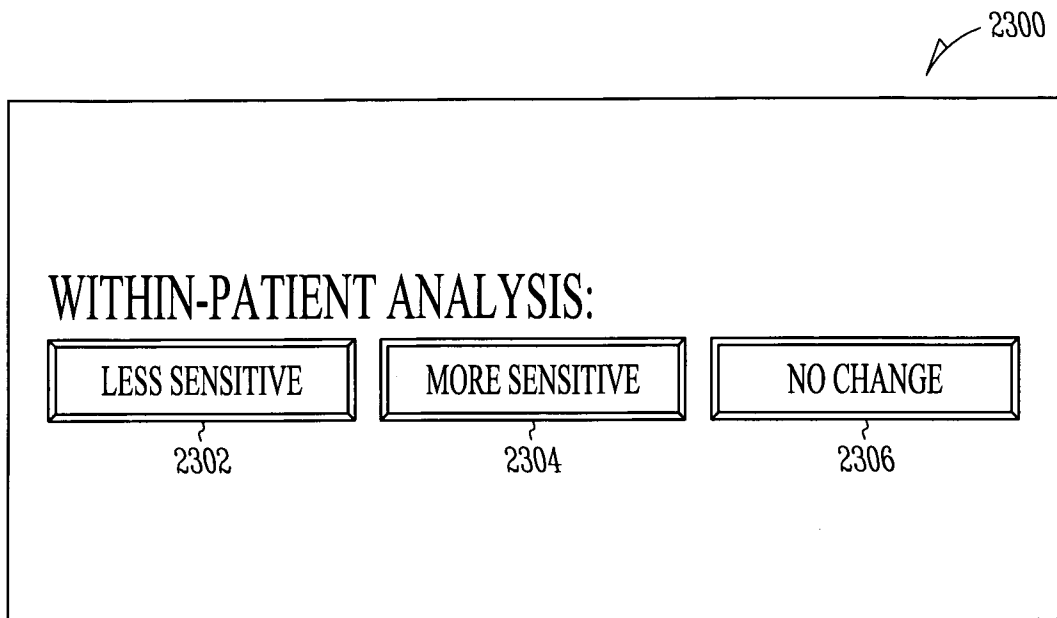 2300
WITHIN-PATIENT ANALYSIS:
LESS SENSITIVE MORE SENSITIVE NO CHANGE
2302 2304 2306